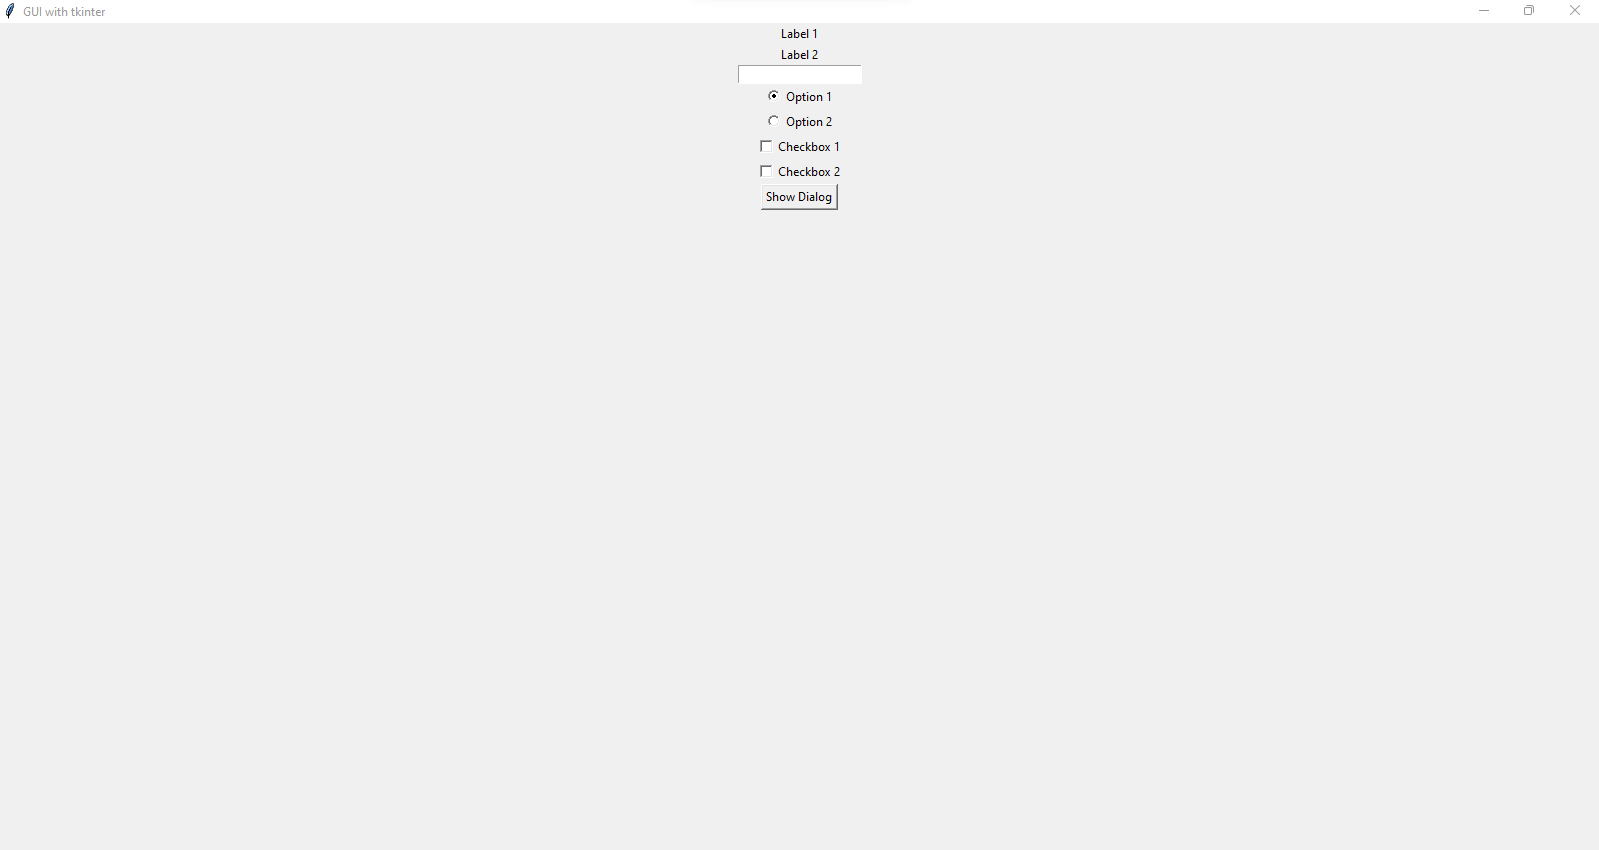 GUI with tkinter
Label 1
Label 2
Option 1
Option 2
Checkbox 1
Checkbox 2
Show Dialog